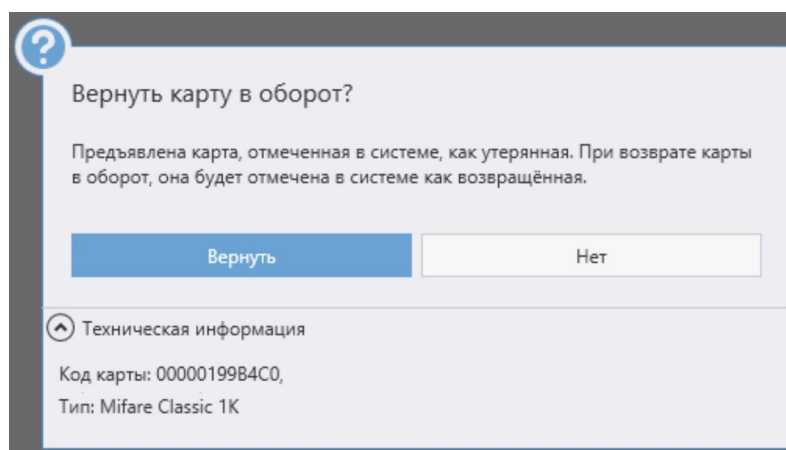 ?
Вернуть карту в оборот?
Предъявлена карта, отмеченная в системе, как утерянная. При возврате карты
в оборот, она будет отмечена в системе как возвращённая.
Вернуть
Нет
Техническая информация
Код карты: 00000199B4C0,
Тип: Mifare Classic 1K